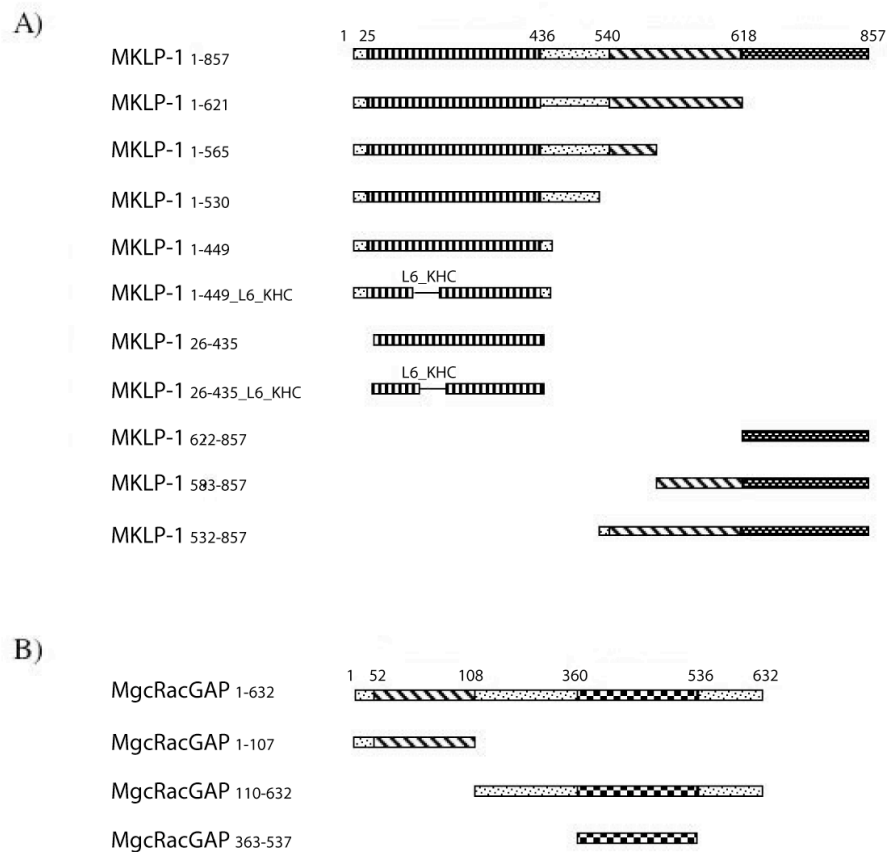 A)
1 25 436 540 618 857
MKLP-1 1-857
MKLP-1 1-621
MKLP-1 1-565
MKLP-1 1-530
MKLP-1 1-449
L6_KHC
MKLP-1 1-449_L6_KHC
MKLP-1 26-435
L6_KHC
MKLP-1 26-435_L6_KHC
MKLP-1 622-857
MKLP-1 583-857
MKLP-1 532-857
B)
1 52 108 360 536 632
MgcRacGAP 1-632
MgcRacGAP 1-107
MgcRacGAP 110-632
MgcRacGAP 363-537